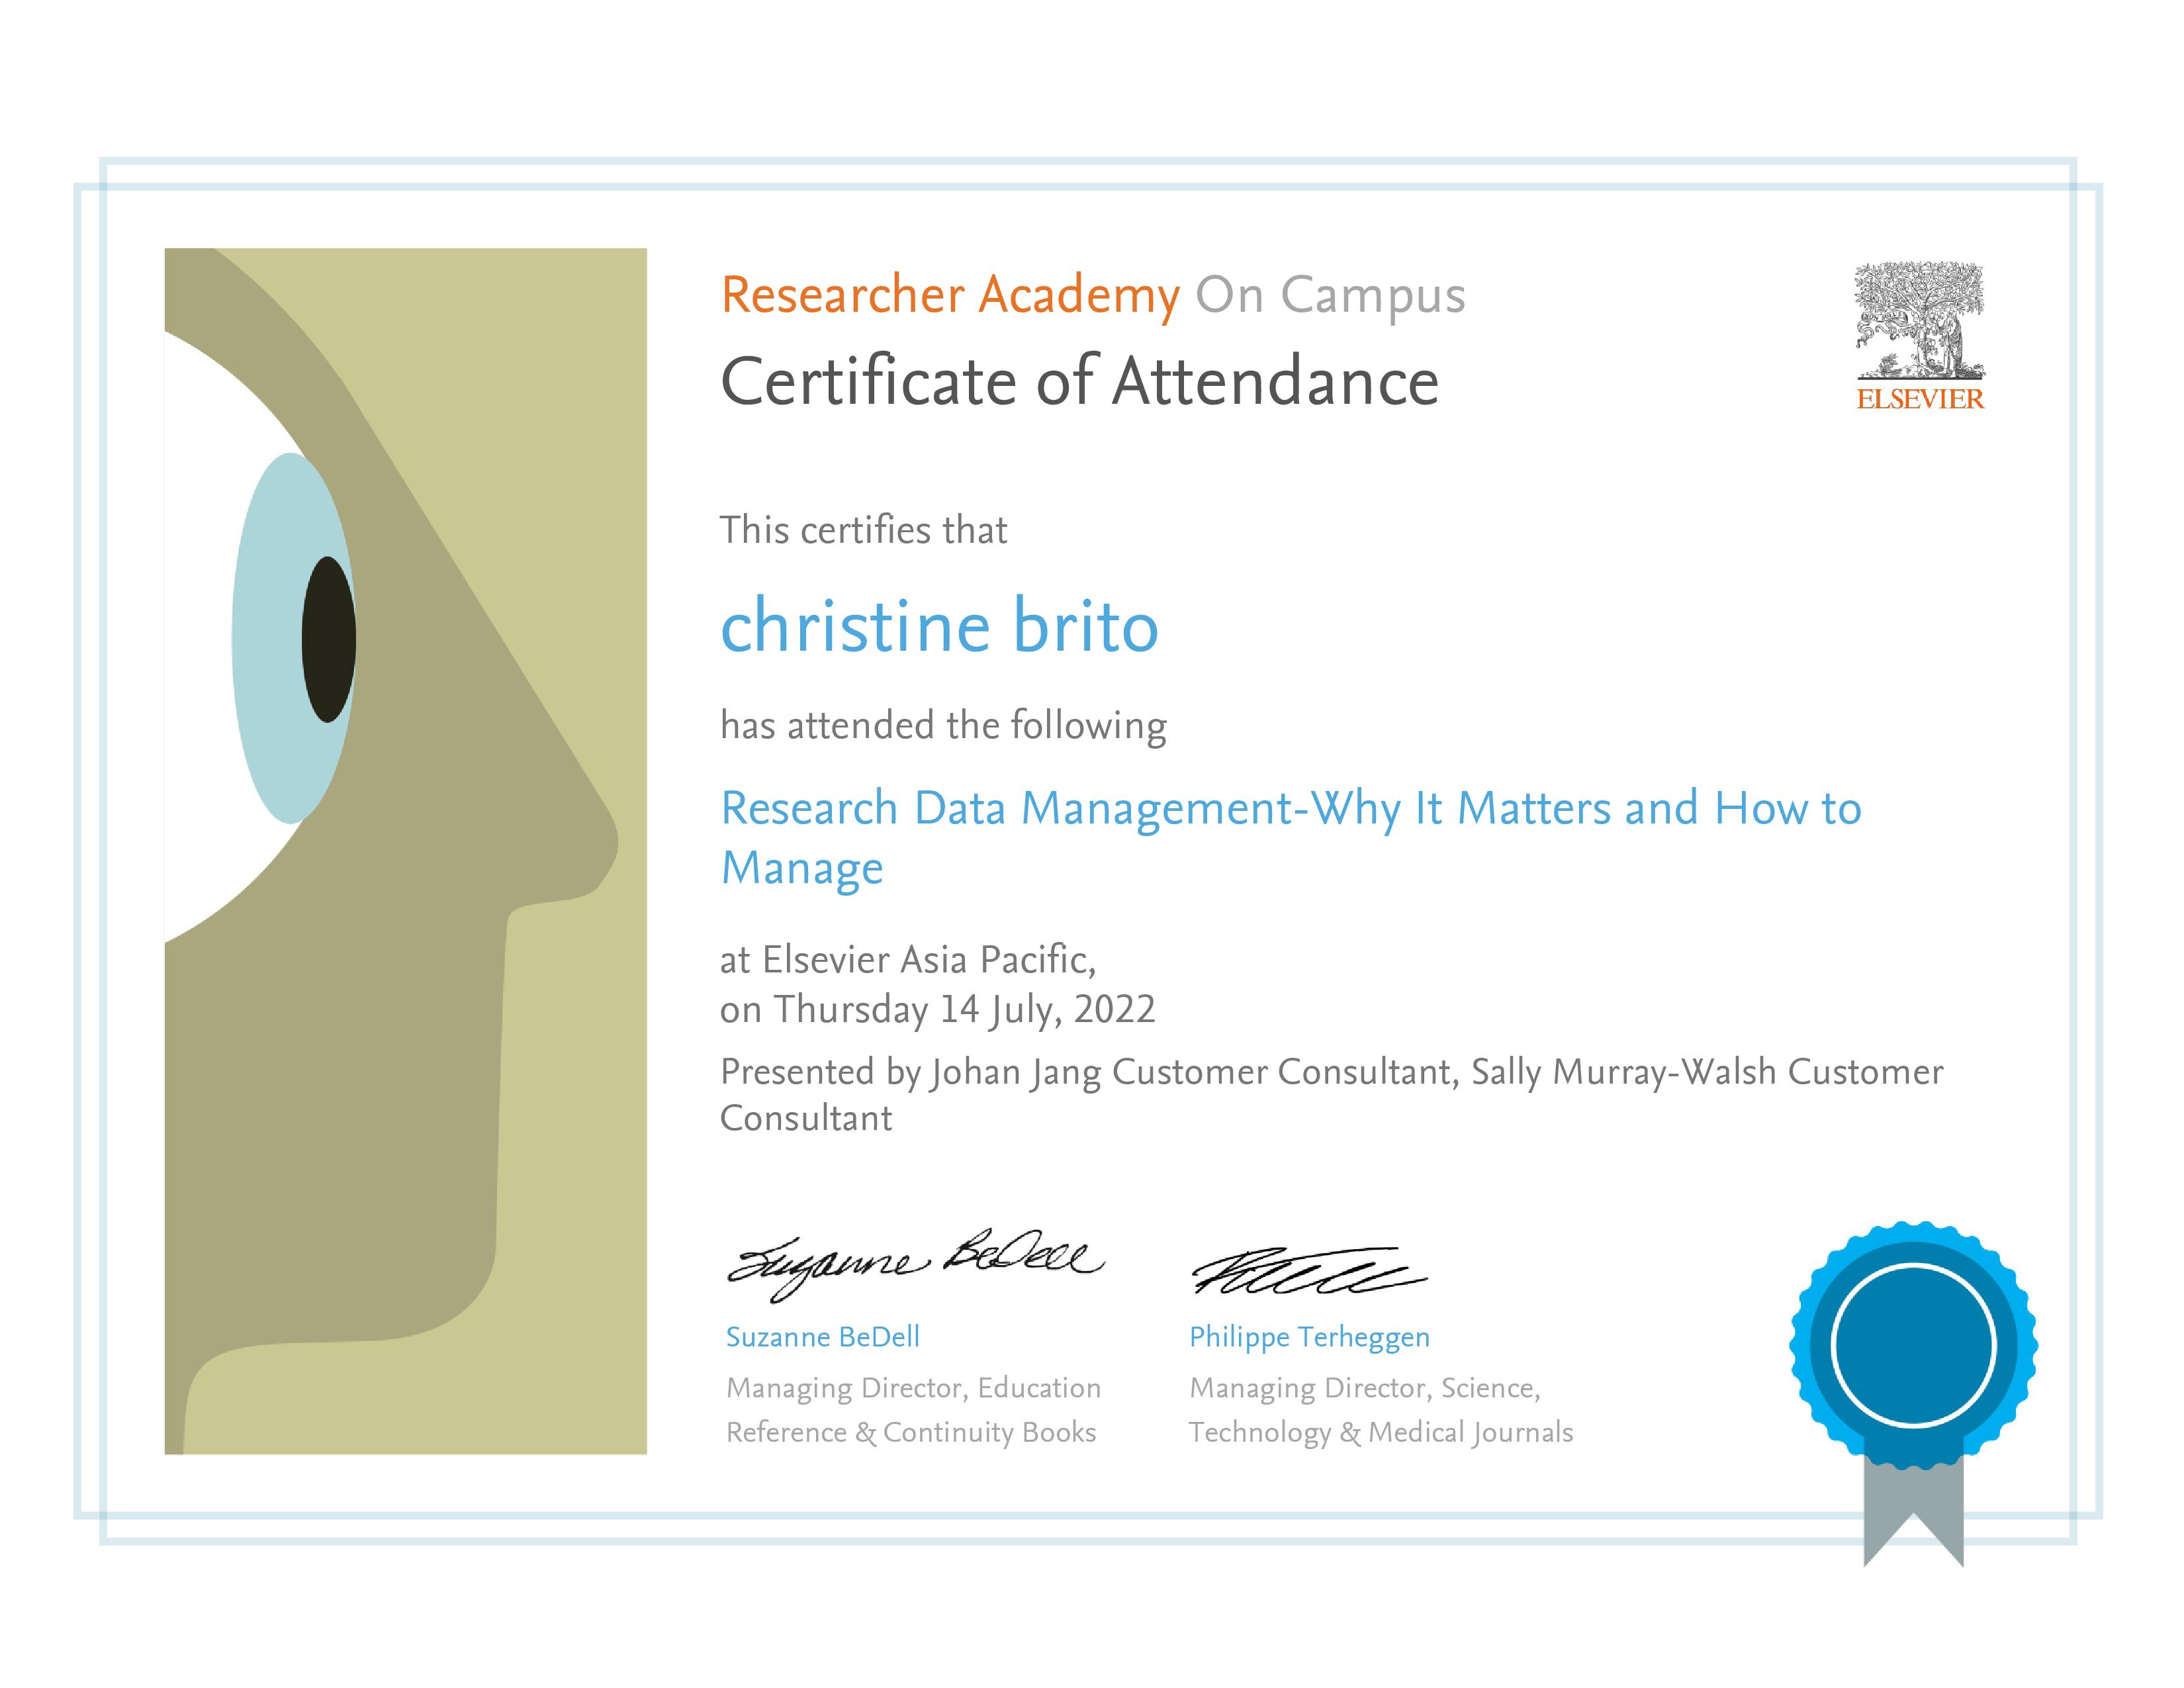 Researcher Academy On Campus
Certificate of Attendance
ELSEVIER
This certifies that
christine brito
has attended the following
Research Data Management-Why It Matters and How to
Manage
at Elsevier Asia Pacific,
on Thursday 14 July, 2022
Presented by Johan Jang Customer Consultant, Sally Murray-Walsh Customer
Consultant
Suzanne BeDell
Suzanne BeDell
Managing Director, Education
Reference & Continuity Books
Philippe Terheggen
Managing Director, Science,
Technology & Medical Journals